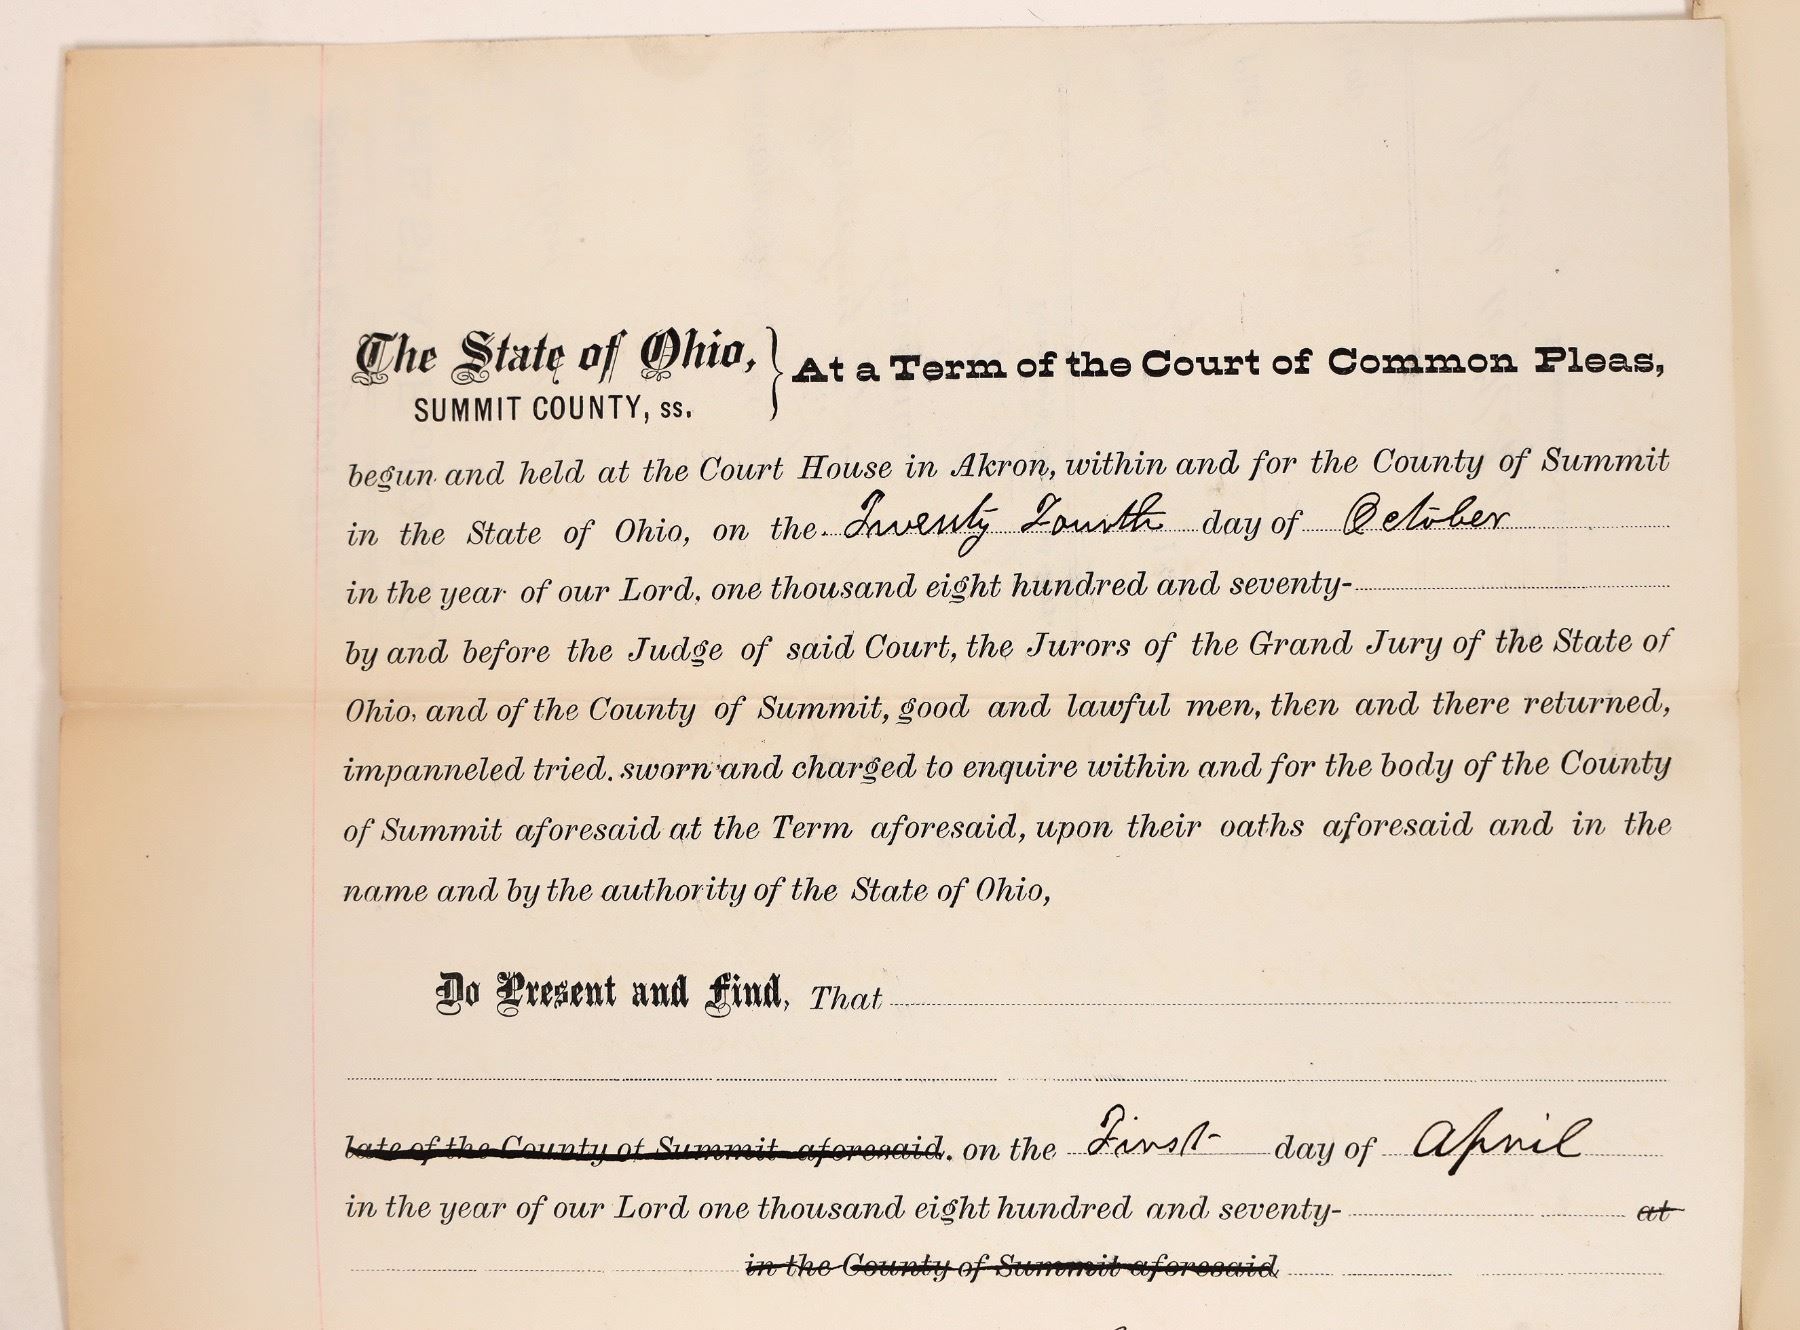 The State of Ohio, } At a Term of the Court of Common Pleas,
SUMMIT COUNTY, ss.
begun and held at the Court House in Akron, within and for the County of Summit
in the State of Ohio, on the Twenty Fourth day of October
in the year of our Lord, one thousand eight hundred and seventy-
by and before the Judge of said Court, the Jurors of the Grand Jury of the State of
Ohio, and of the County of Summit, good and lawful men, then and there returned,
impanneled tried. sworn and charged to enquire within and for the body of the County
of Summit aforesaid at the Term aforesaid, upon their oaths aforesaid and in the
name and by the authority of the State of Ohio,
Do Present and Find, That
late of the County of Summit aforesaid. on the First day of April
in the year of our Lord one thousand eight hundred and seventy- at
in the County of Summit aforesaid